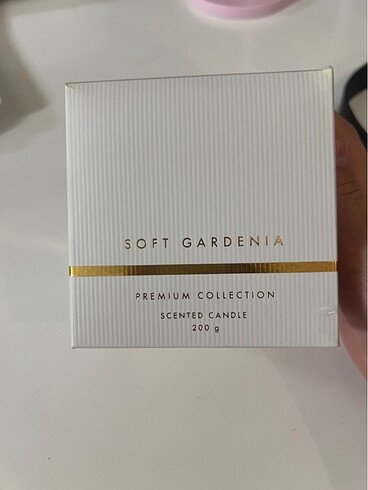 SOFT GARDENIA
PREMIUM COLLECTION
SCENTED CANDLE
200 g